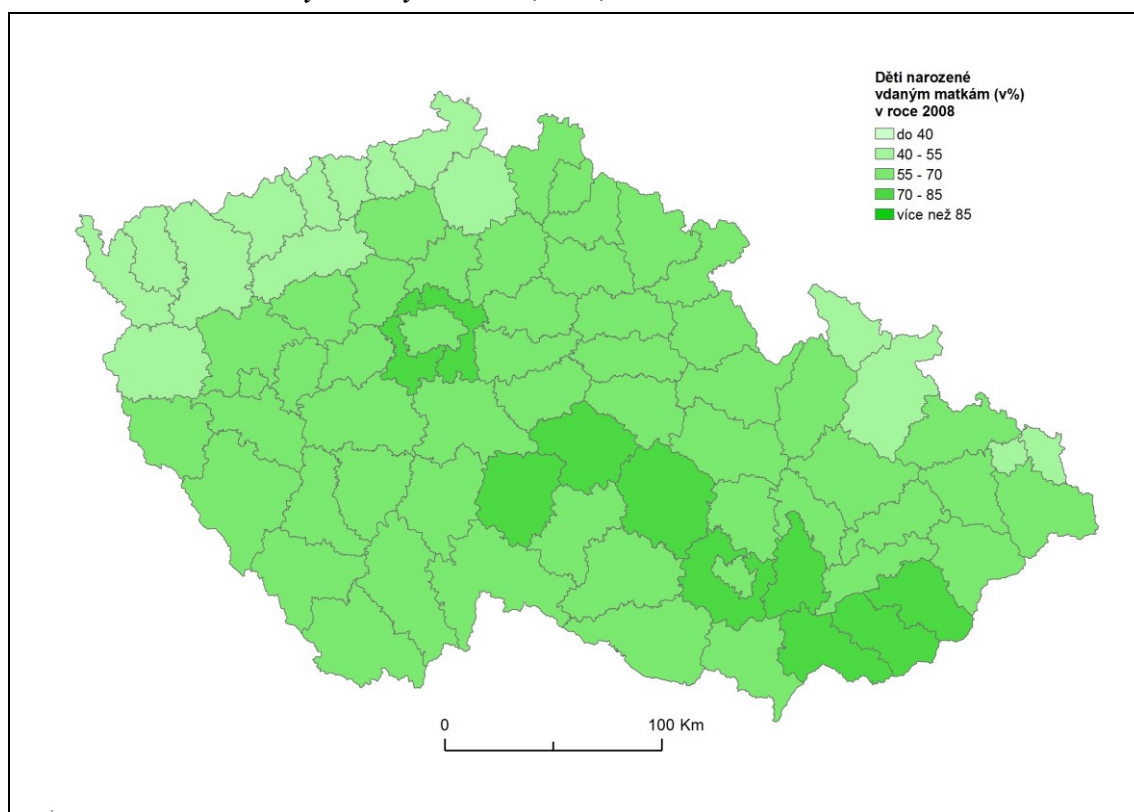 Děti narozené
vdaným matkám (v%)
v roce 2008
do 40
40 - 55
55 - 70
70 - 85
více než 85
0
100 Km